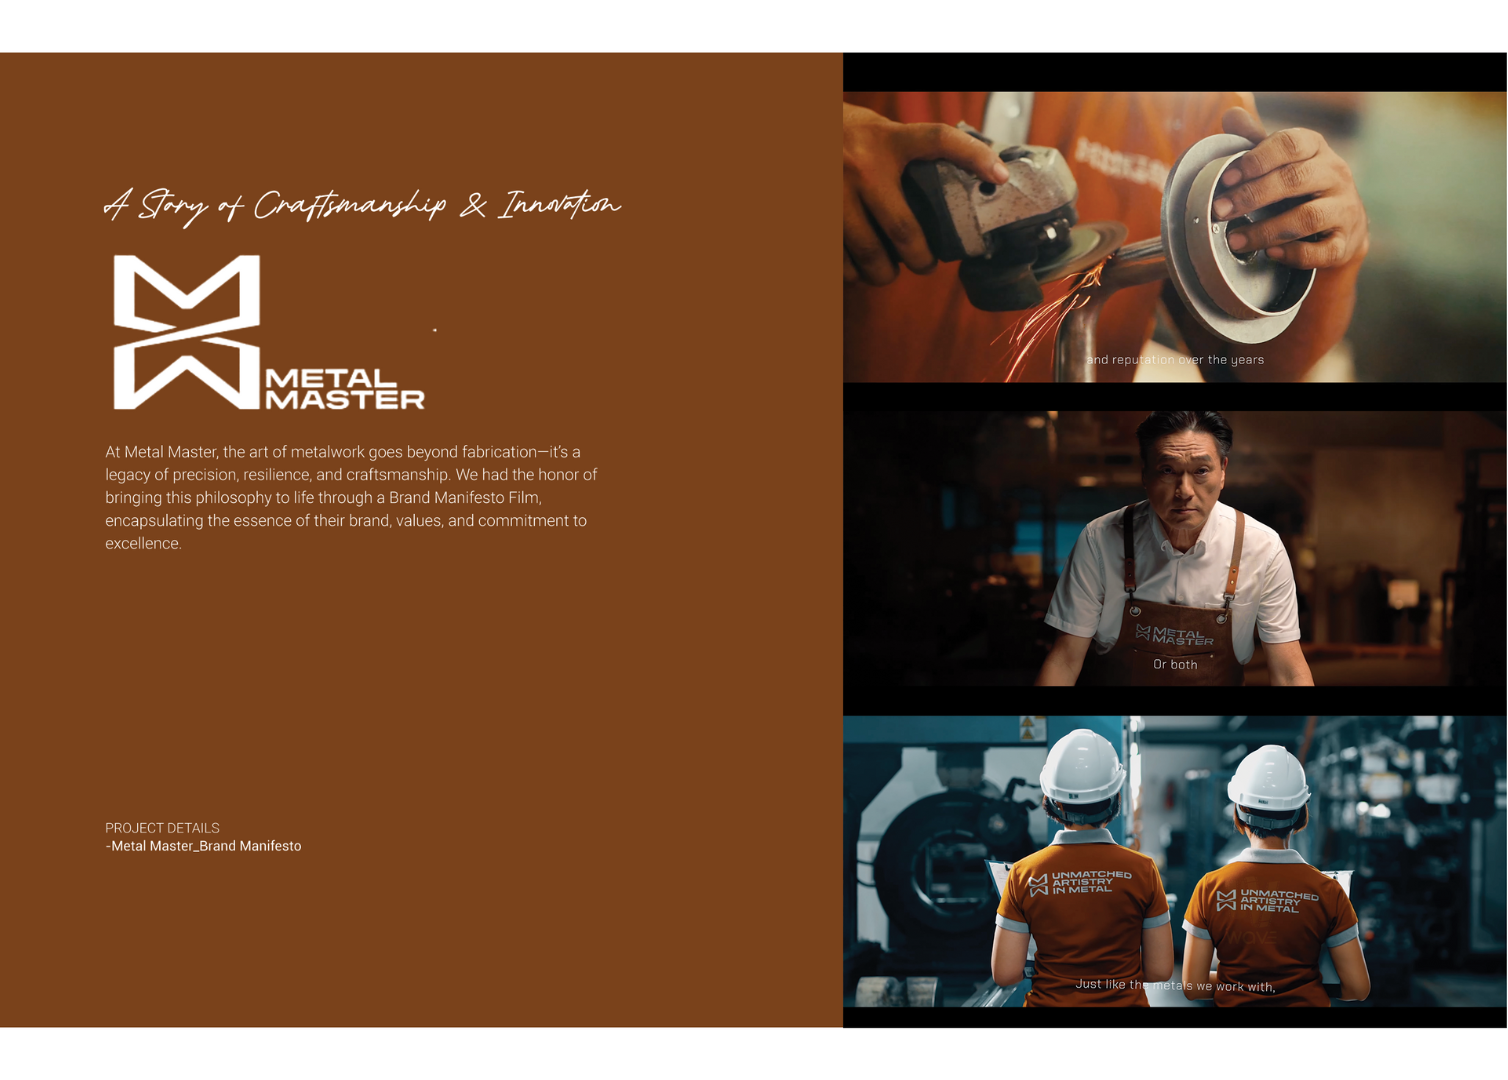 A Story of Craftsmanship & Innovation
METAL
MASTER
At Metal Master, the art of metalwork goes beyond fabrication—it's a
legacy of precision, resilience, and craftsmanship. We had the honor of
bringing this philosophy to life through a Brand Manifesto Film,
encapsulating the essence of their brand, values, and commitment to
excellence.
PROJECT DETAILS
-Metal Master_Brand Manifesto
and reputation over the years
METAL
MASTER
Or both
UNMATCHED
ARTISTRY
IN METAL
UNMATCHED
ARTISTRY
IN METAL
Just like the metals we work with,